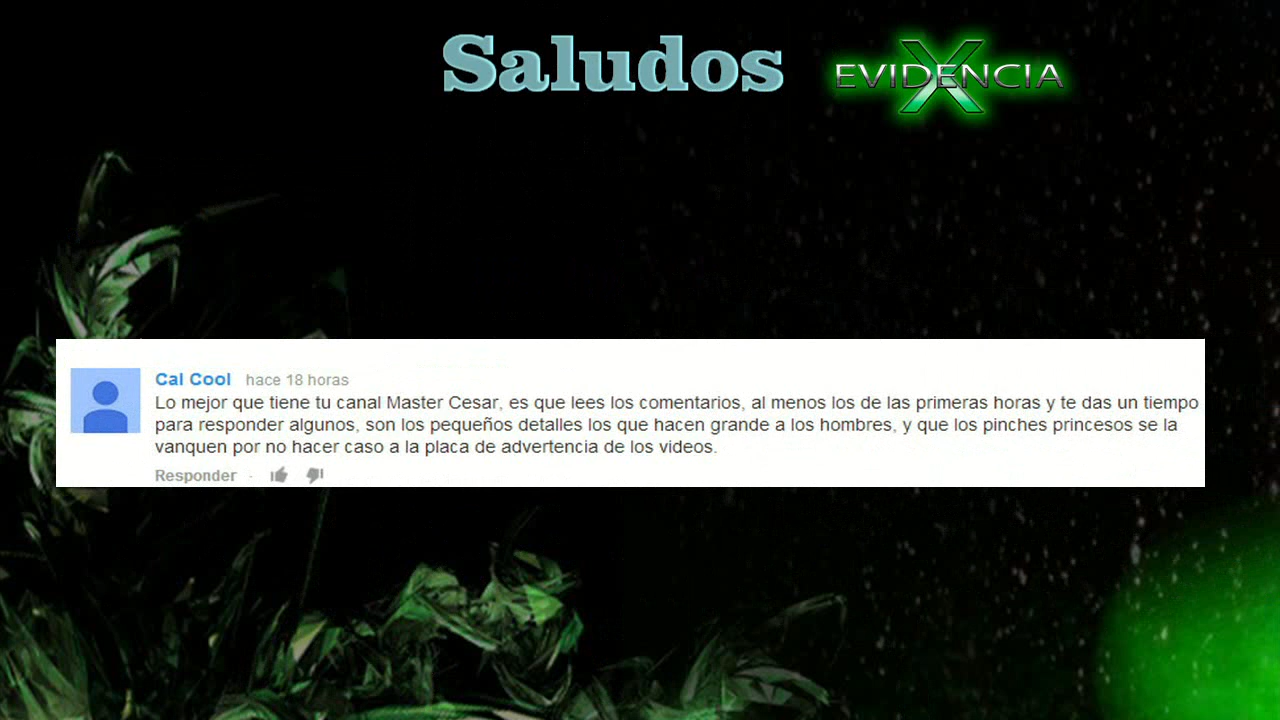 Saludos
EVIDENCIA
X
Cal Cool hace 18 horas
Lo mejor que tiene tu canal Master Cesar, es que lees los comentarios, al menos los de las primeras horas y te das un tiempo
para responder algunos, son los pequeños detalles los que hacen grande a los hombres, y que los pinches princesos se la
vanquen por no hacer caso a la placa de advertencia de los videos.
Responder ·